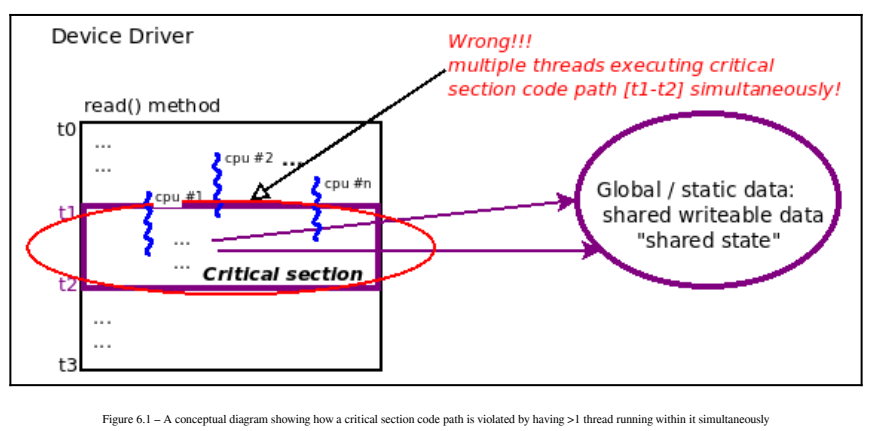 Device Driver
Wrong!!!
multiple threads executing critical
section code path [t1-t2] simultaneously!
read() method
t0
...
...
cpu #2 ...
cpu #1
cpu #n
t1
...
...
Critical section
t2
...
...
t3
Global / static data:
shared writeable data
"shared state"
Figure 6.1 – A conceptual diagram showing how a critical section code path is violated by having >1 thread running within it simultaneously